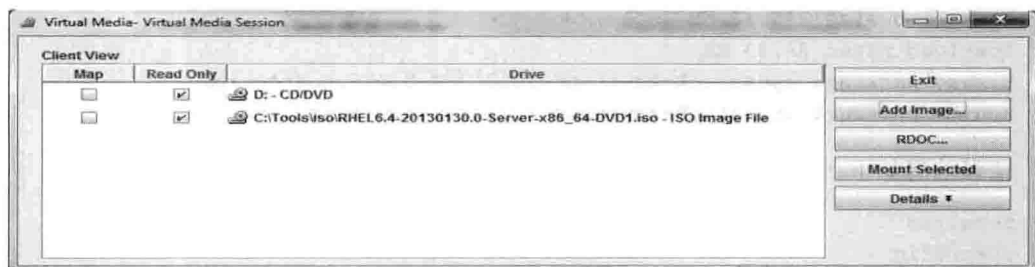 Virtual Media- Virtual Media Session
Client View
Map Read Only Drive
D: - CD/DVD
C:\Tools\iso\RHEL6.4-20130130.0-Server-x86_64-DVD1.iso - ISO Image File
Exit
Add Image...
RDOC...
Mount Selected
Details